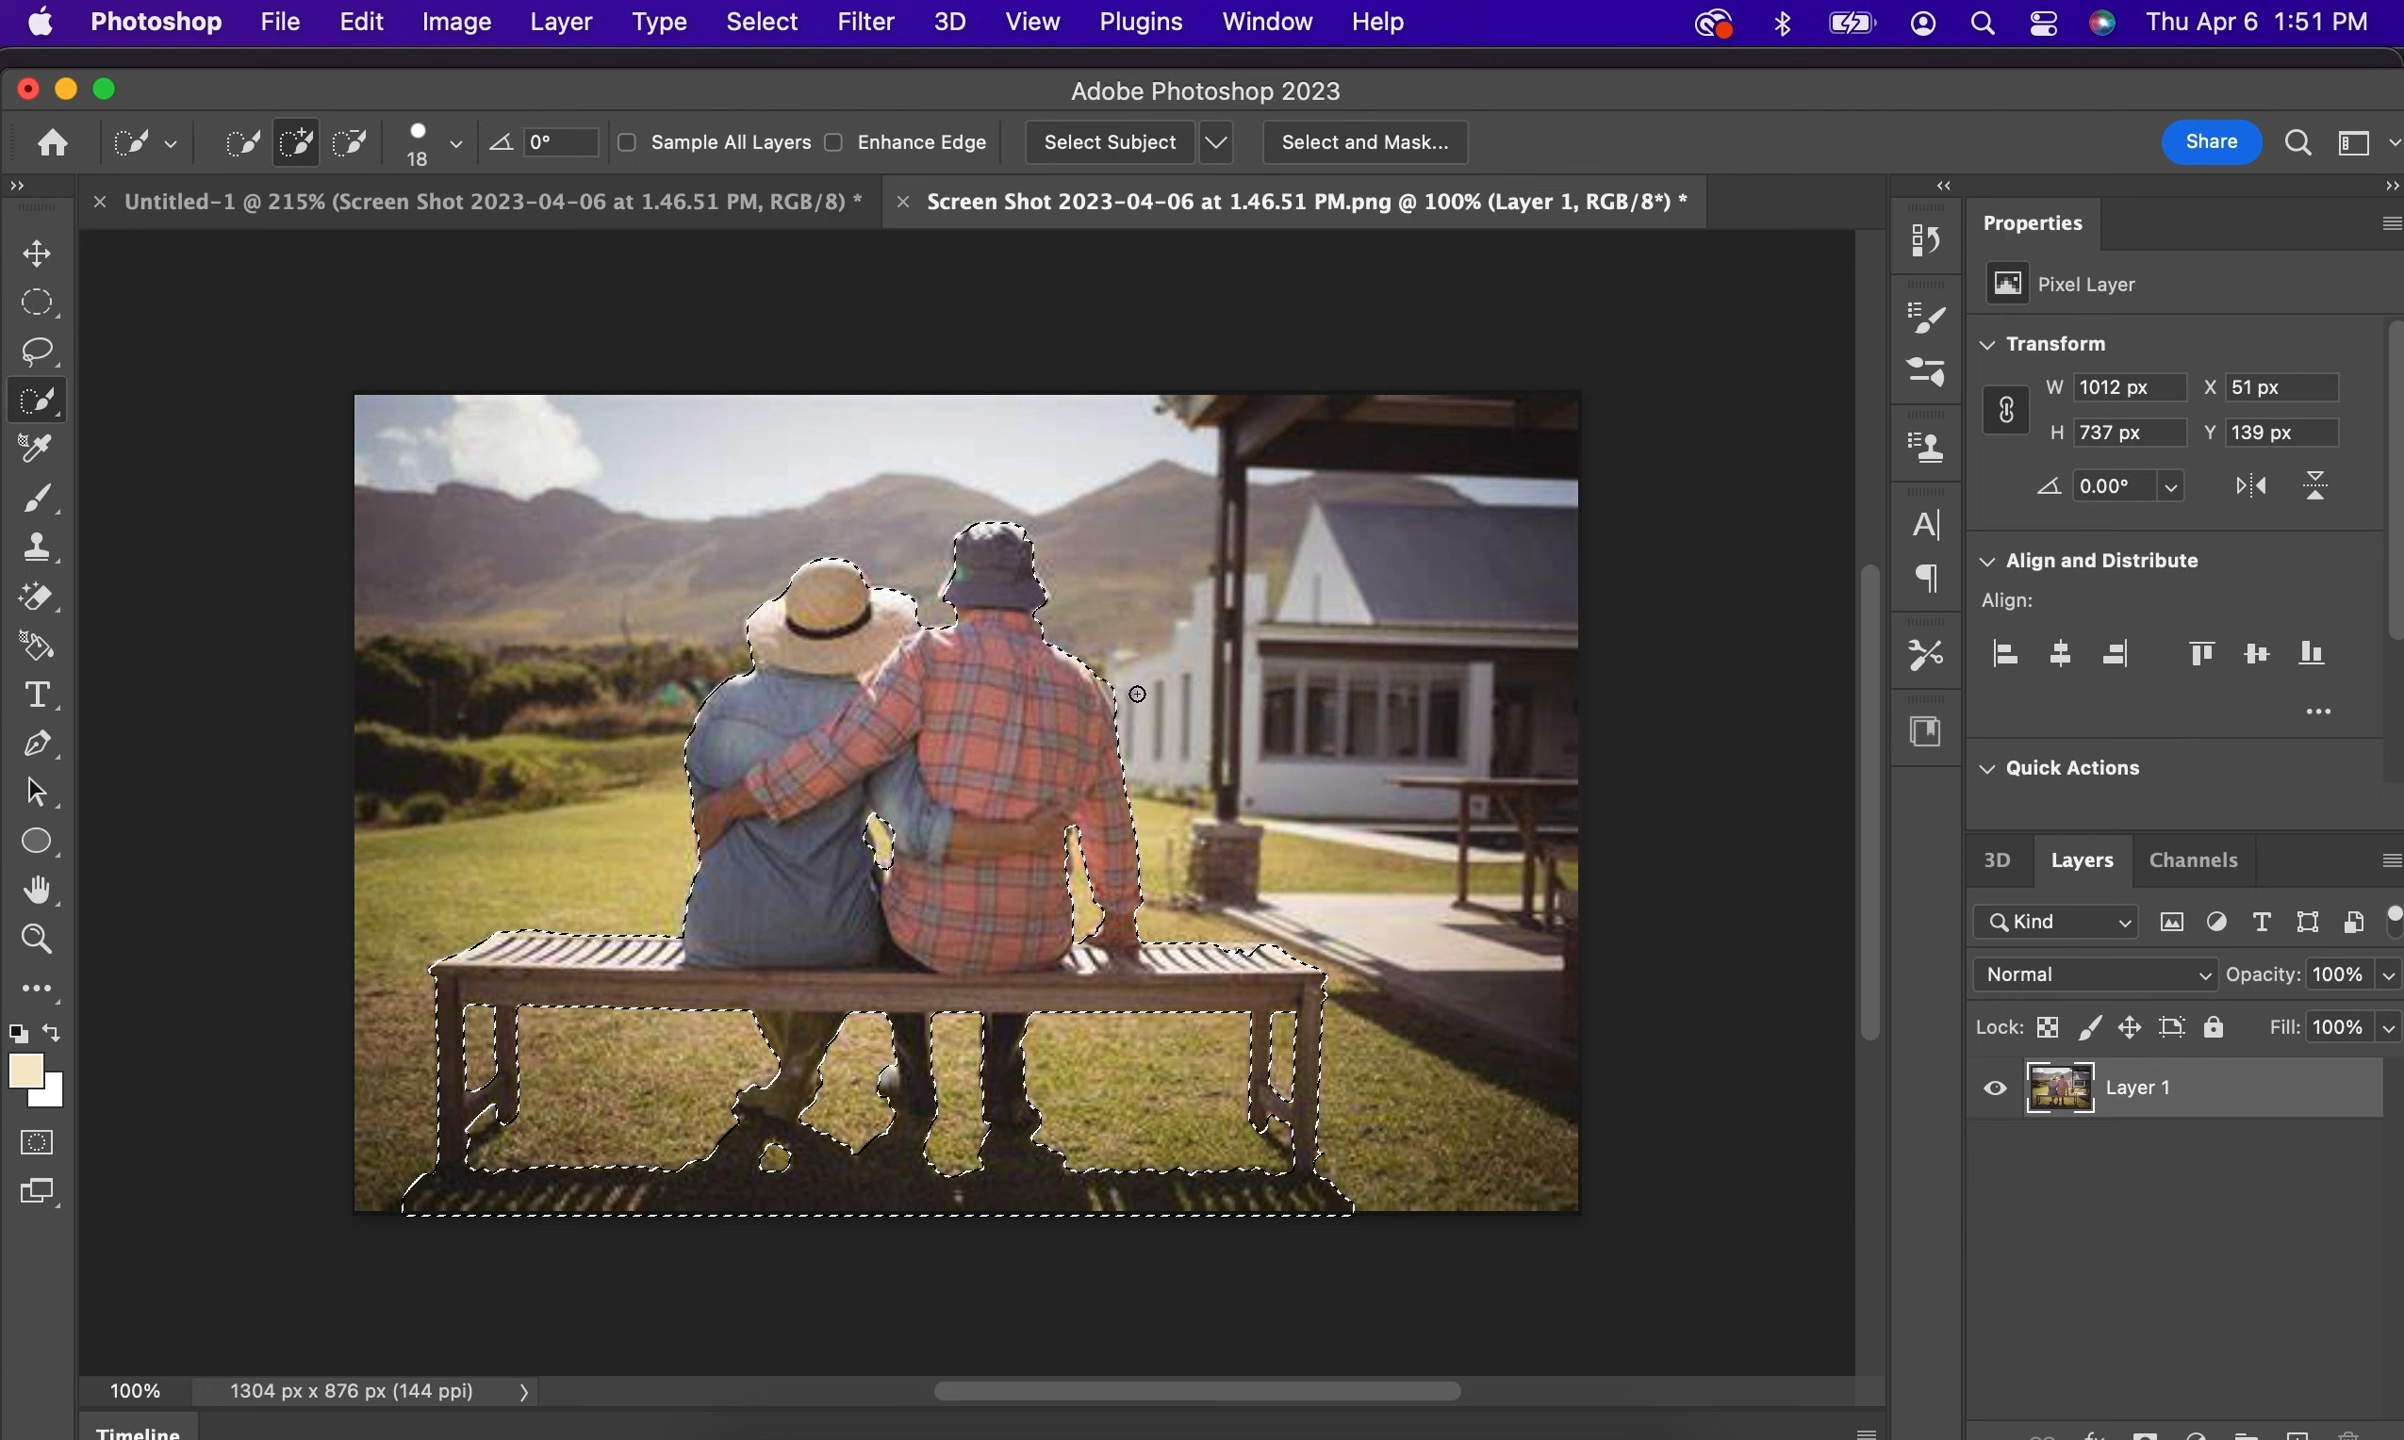 Photoshop File Edit Image Layer Type Select Filter 3D View Plugins Window Help Thu Apr 6 1:51 PM
Adobe Photoshop 2023
18 0° Sample All Layers Enhance Edge Select Subject Select and Mask... Share
Untitled-1 @ 215% (Screen Shot 2023-04-06 at 1.46.51 PM, RGB/8) * Screen Shot 2023-04-06 at 1.46.51 PM.png @ 100% (Layer 1, RGB/8*) *
Properties
Pixel Layer
Transform
W 1012 px X 51 px
H 737 px Y 139 px
0.00°
Align and Distribute
Align:
Quick Actions
3D Layers Channels
Kind
Normal Opacity: 100%
Lock: Fill: 100%
Layer 1
100% 1304 px x 876 px (144 ppi)
Timeline